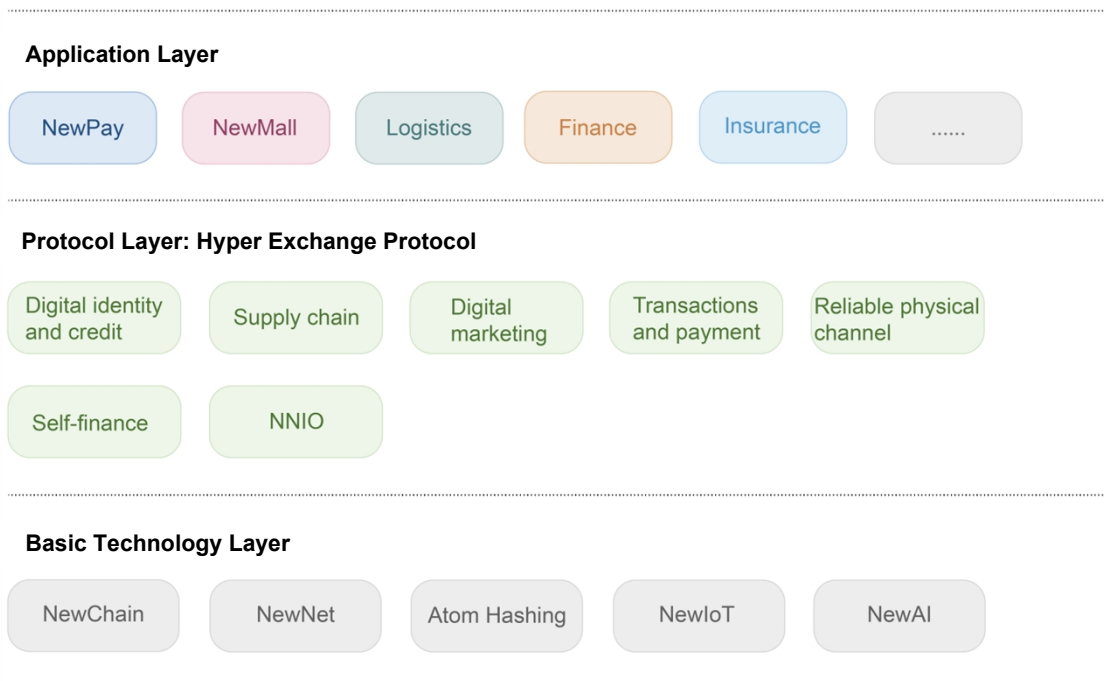 Application Layer
NewPay
NewMall
Logistics
Finance
Insurance
......
Protocol Layer: Hyper Exchange Protocol
Digital identity
and credit
Supply chain
Digital
marketing
Transactions
and payment
Reliable physical
channel
Self-finance
NNIO
Basic Technology Layer
NewChain
NewNet
Atom Hashing
NewIoT
NewAI